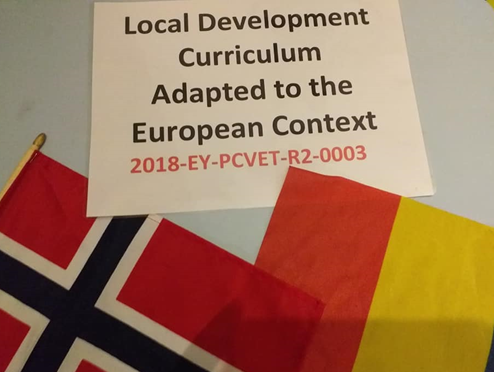 Local Development
Curriculum
Adapted to the
European Context
2018-EY-PCVET-R2-0003